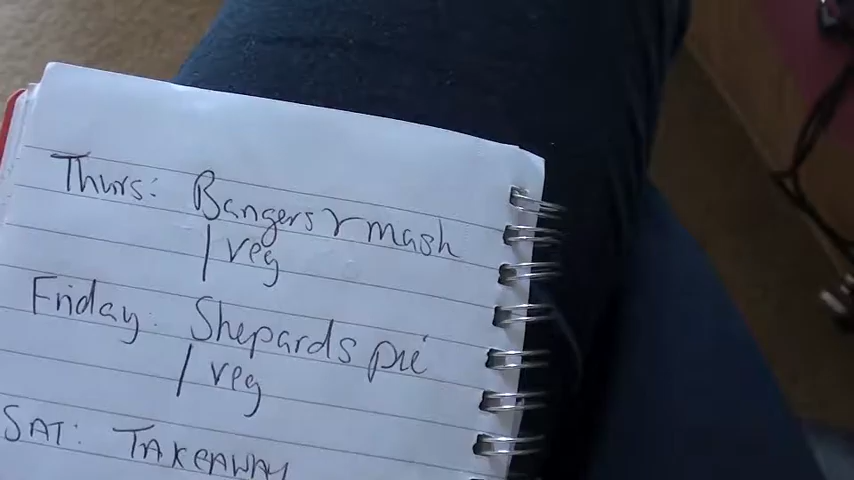 Thurs: Bangers & mash
/ veg
Friday: Shepards pie
/ veg
SAT: TAKEAWAY